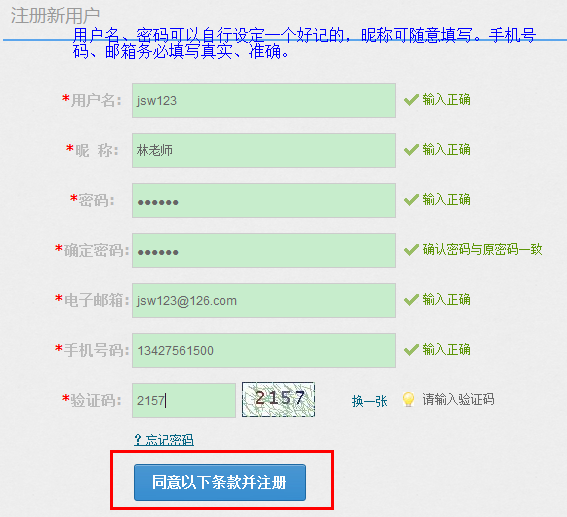 注册新用户
用户名、密码可以自行设定一个好记的，昵称可随意填写。手机号
码、邮箱务必填写真实、准确。
*用户名： jsw123 输入正确
*昵 称： 林老师 输入正确
*密码： ●●●●●● 输入正确
*确定密码： ●●●●●● 确认密码与原密码一致
*电子邮箱： jsw123@126.com 输入正确
*手机号码： 13427561500 输入正确
*验证码： 2157 2157 换一张 请输入验证码
? 忘记密码
同意以下条款并注册